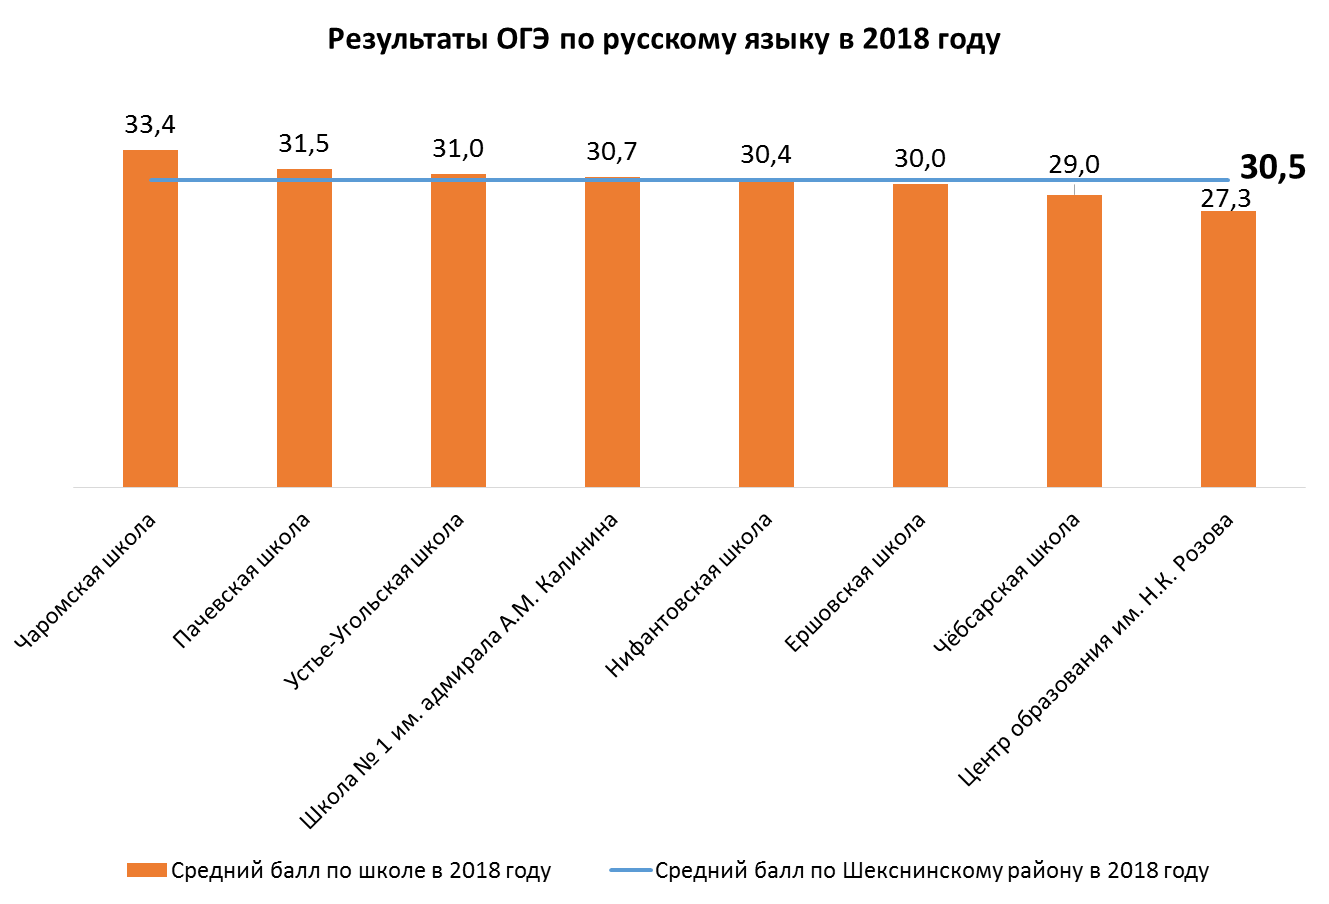 Результаты ОГЭ по русскому языку в 2018 году
33,4
31,5
31,0
30,7
30,4
30,0
29,0
27,3
30,5
Чаромская школа
Пачевская школа
Устье-Угольская школа
Школа № 1 им. адмирала А.М. Калинина
Нифантовская школа
Ершовская школа
Чёбсарская школа
Центр образования им. Н.К. Розова
Средний балл по школе в 2018 году
Средний балл по Шекснинскому району в 2018 году